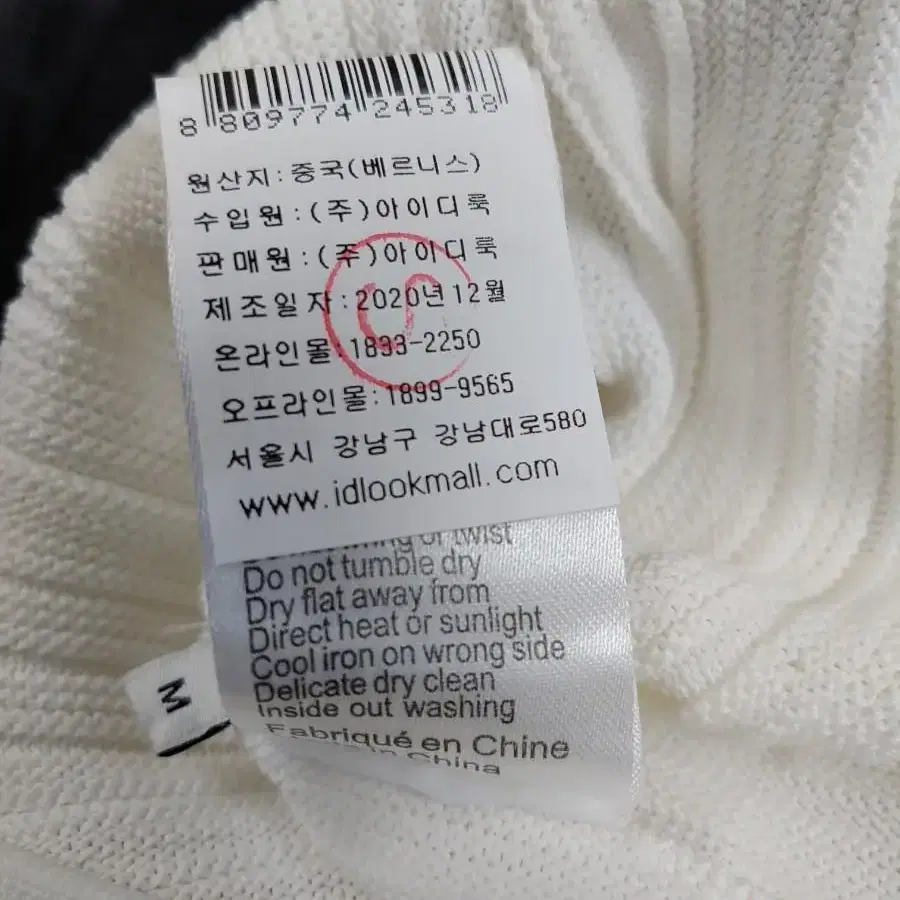 8 809774 245318
원산지:중국(베르니스)
수입원:(주)아이디룩
판매원:(주)아이디룩
제조일자:2020년12월
온라인몰:1833-2250
오프라인몰:1899-9565
서울시 강남구 강남대로580
www.idlookmall.com
or twist
Do not tumble dry
Dry flat away from
Direct heat or sunlight
Cool iron on wrong side
Delicate dry clean
Inside out washing
Fabriqué en Chine
in China
M